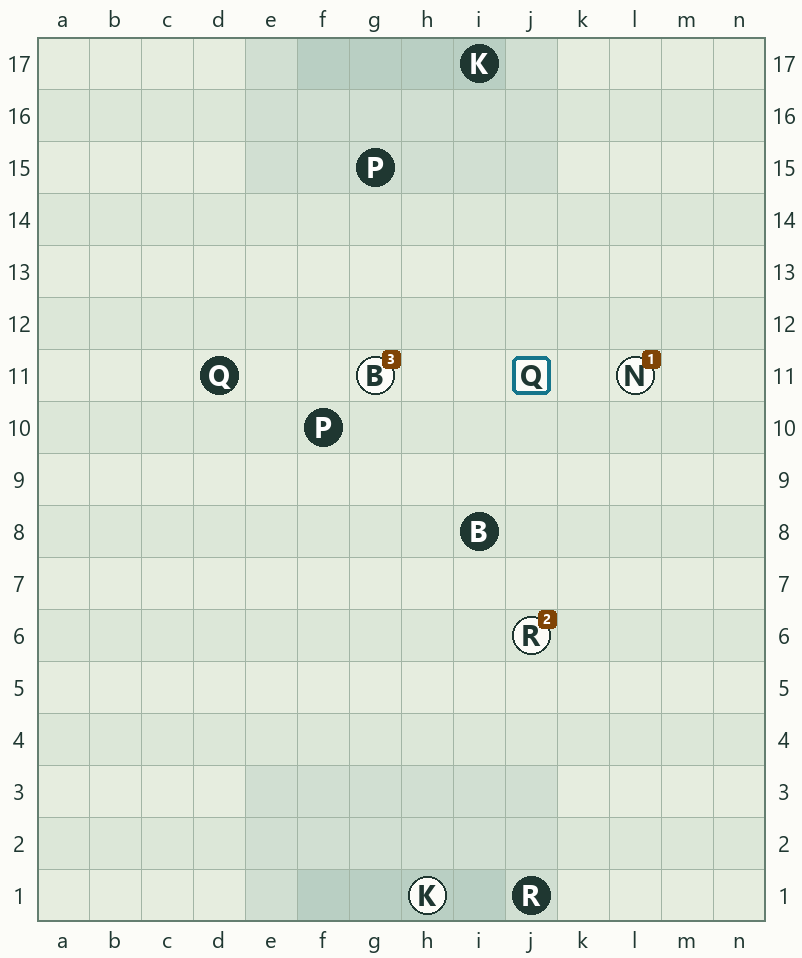 a b c d e f g h i j k l m n
17 K 17
16 16
15 P 15
14 14
13 13
12 12
11 Q B 3 Q N 1 11
10 P 10
9 9
8 B 8
7 7
6 R 2 6
5 5
4 4
3 3
2 2
1 K R 1
a b c d e f g h i j k l m n